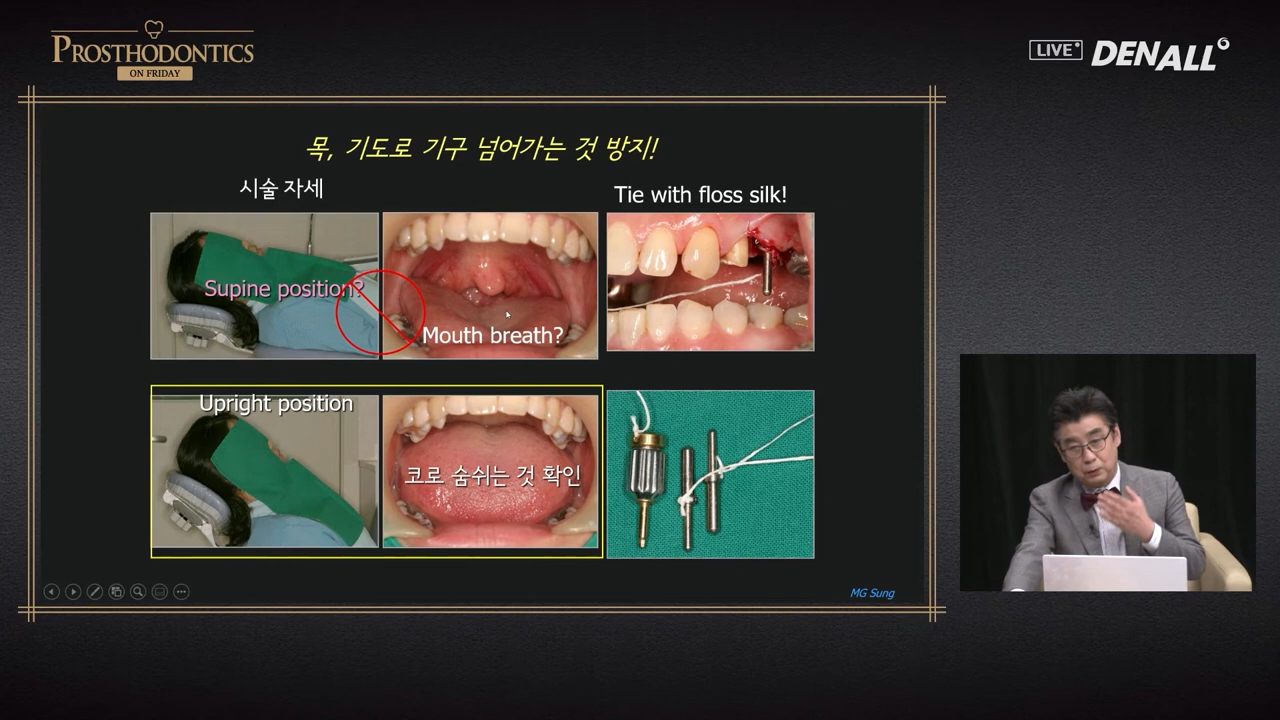 PROSTHODONTICS
ON FRIDAY
LIVE
DENALL
목, 기도로 기구 넘어가는 것 방지!
시술 자세
Tie with floss silk!
Supine position?
Mouth breath?
Upright position
코로 숨쉬는 것 확인
MG Sung